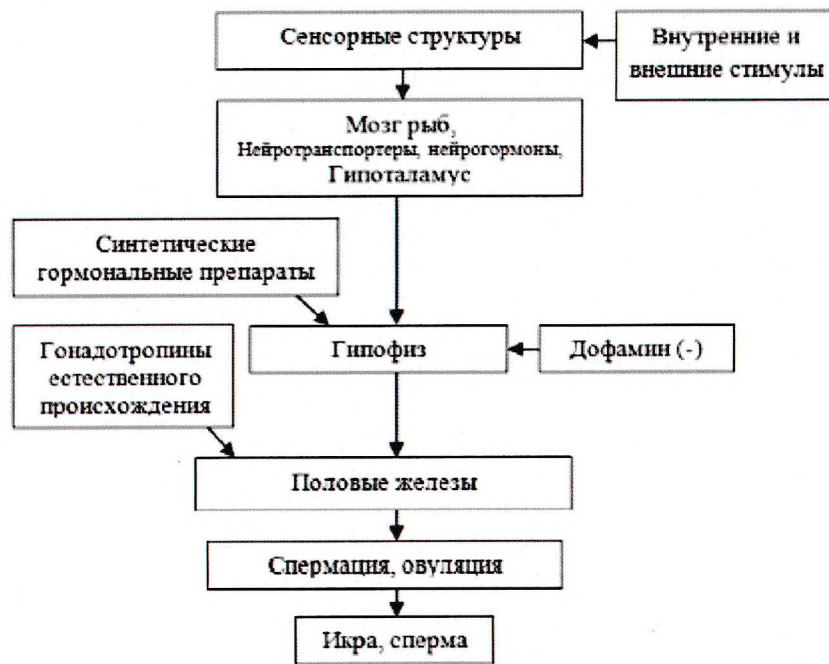 Сенсорные структуры
Внутренние и
внешние стимулы
Мозг рыб,
Нейротранспортеры, нейрогормоны,
Гипоталамус
Синтетические
гормональные препараты
Гонадотропины
естественного
происхождения
Гипофиз
Дофамин (-)
Половые железы
Спермация, овуляция
Икра, сперма